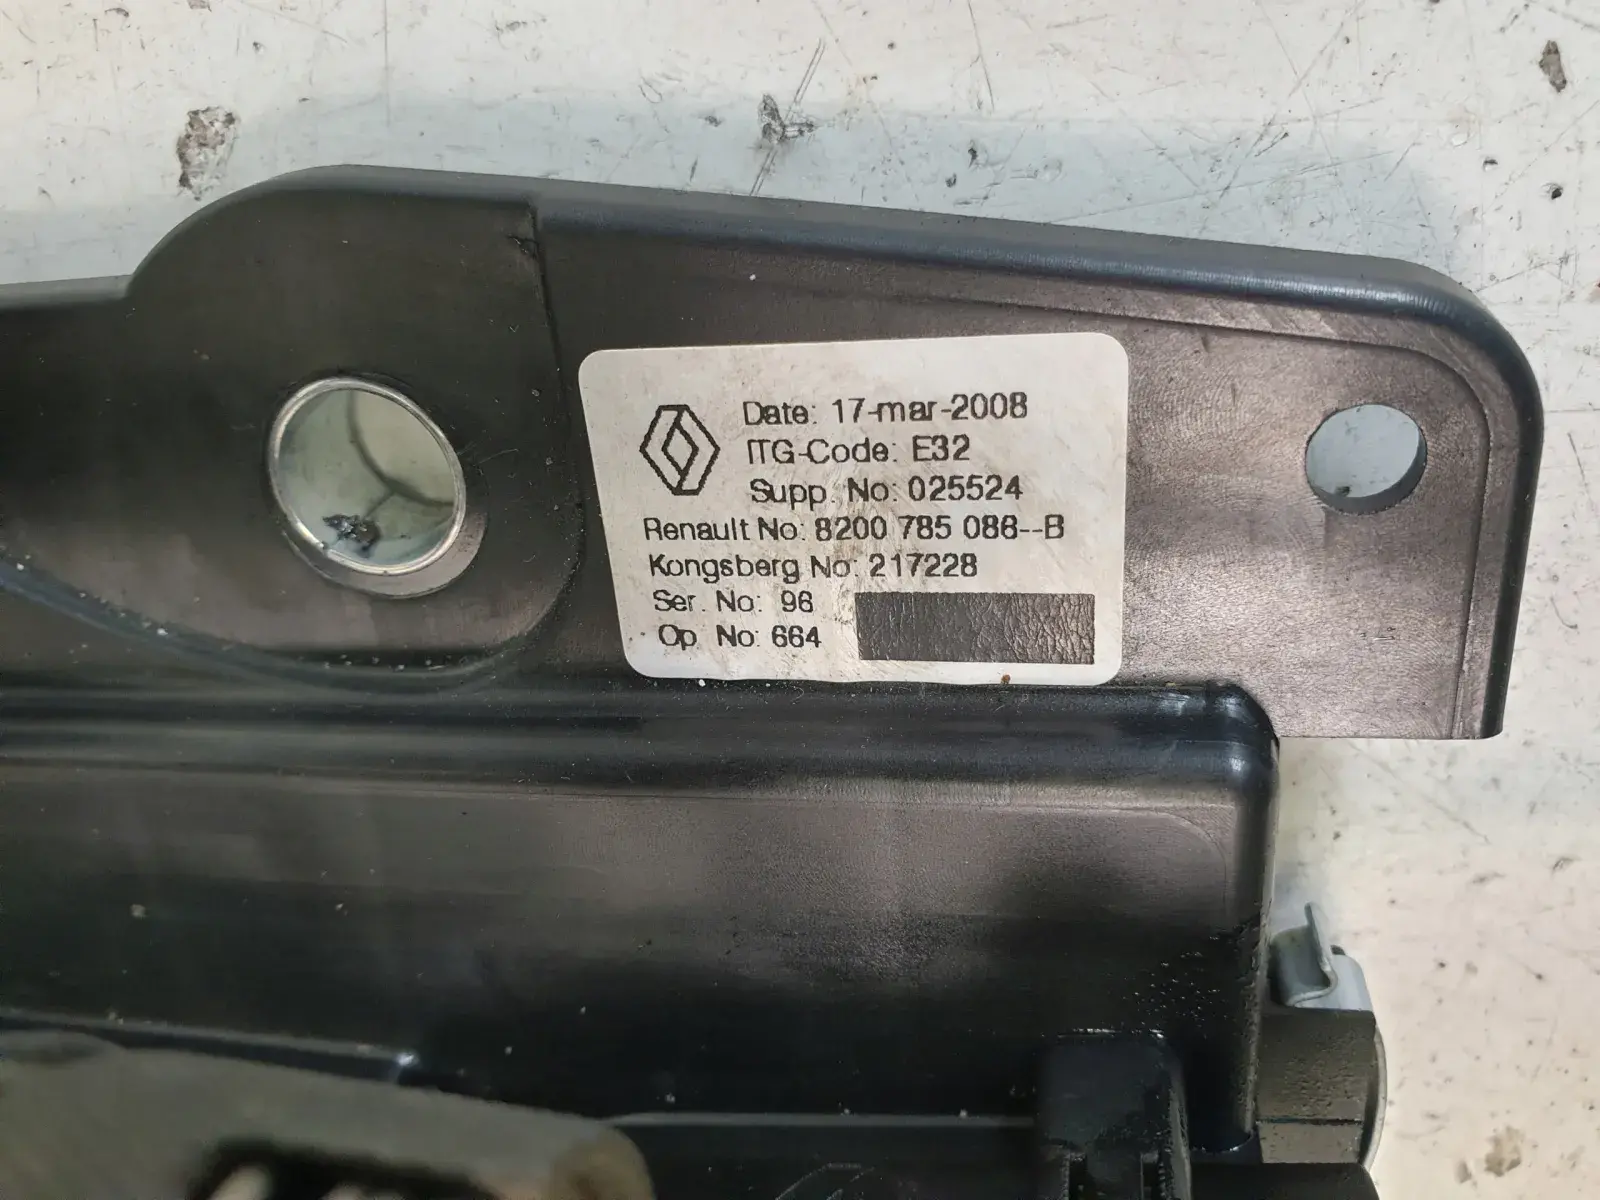 Date: 17-mar-2008
ITG-Code: E32
Supp. No: 025524
Renault No: 8200 785 088--B
Kongsberg No: 217228
Ser. No: 96
Op. No: 664